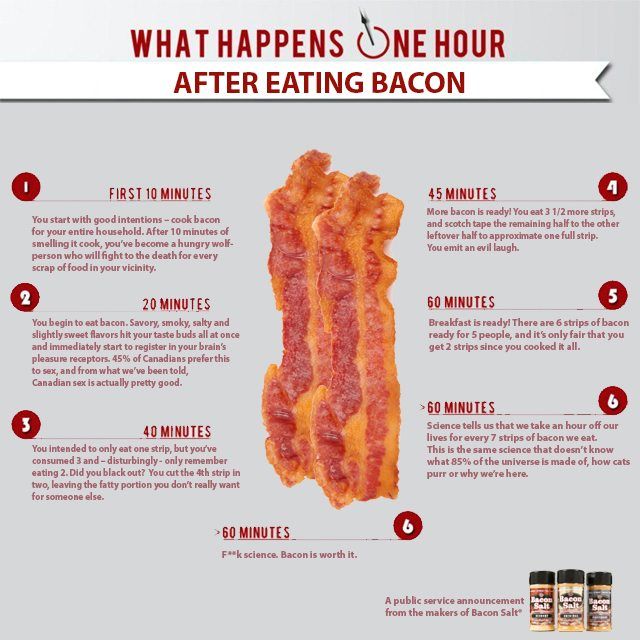 WHAT HAPPENS ONE HOUR
AFTER EATING BACON
1
FIRST 10 MINUTES
You start with good intentions – cook bacon
for your entire household. After 10 minutes of
smelling it cook, you've become a hungry wolf-
person who will fight to the death for every
scrap of food in your vicinity.
2
20 MINUTES
You begin to eat bacon. Savory, smoky, salty and
slightly sweet flavors hit your taste buds all at once
and immediately start to register in your brain's
pleasure receptors. 45% of Canadians prefer this
to sex, and from what we've been told,
Canadian sex is actually pretty good.
3
40 MINUTES
You intended to only eat one strip, but you've
consumed 3 and – disturbingly - only remember
eating 2. Did you black out? You cut the 4th strip in
two, leaving the fatty portion you don't really want
for someone else.
4
45 MINUTES
More bacon is ready! You eat 3 1/2 more strips,
and scotch tape the remaining half to the other
leftover half to approximate one full strip.
You emit an evil laugh.
5
60 MINUTES
Breakfast is ready! There are 6 strips of bacon
ready for 5 people, and it's only fair that you
get 2 strips since you cooked it all.
6
>60 MINUTES
Science tells us that we take an hour off our
lives for every 7 strips of bacon we eat.
This is the same science that doesn't know
what 85% of the universe is made of, how cats
purr or why we're here.
6
>60 MINUTES
F**k science. Bacon is worth it.
A public service announcement
from the makers of Bacon Salt®
Bacon
Salt
Bacon
Salt
Bacon
Salt